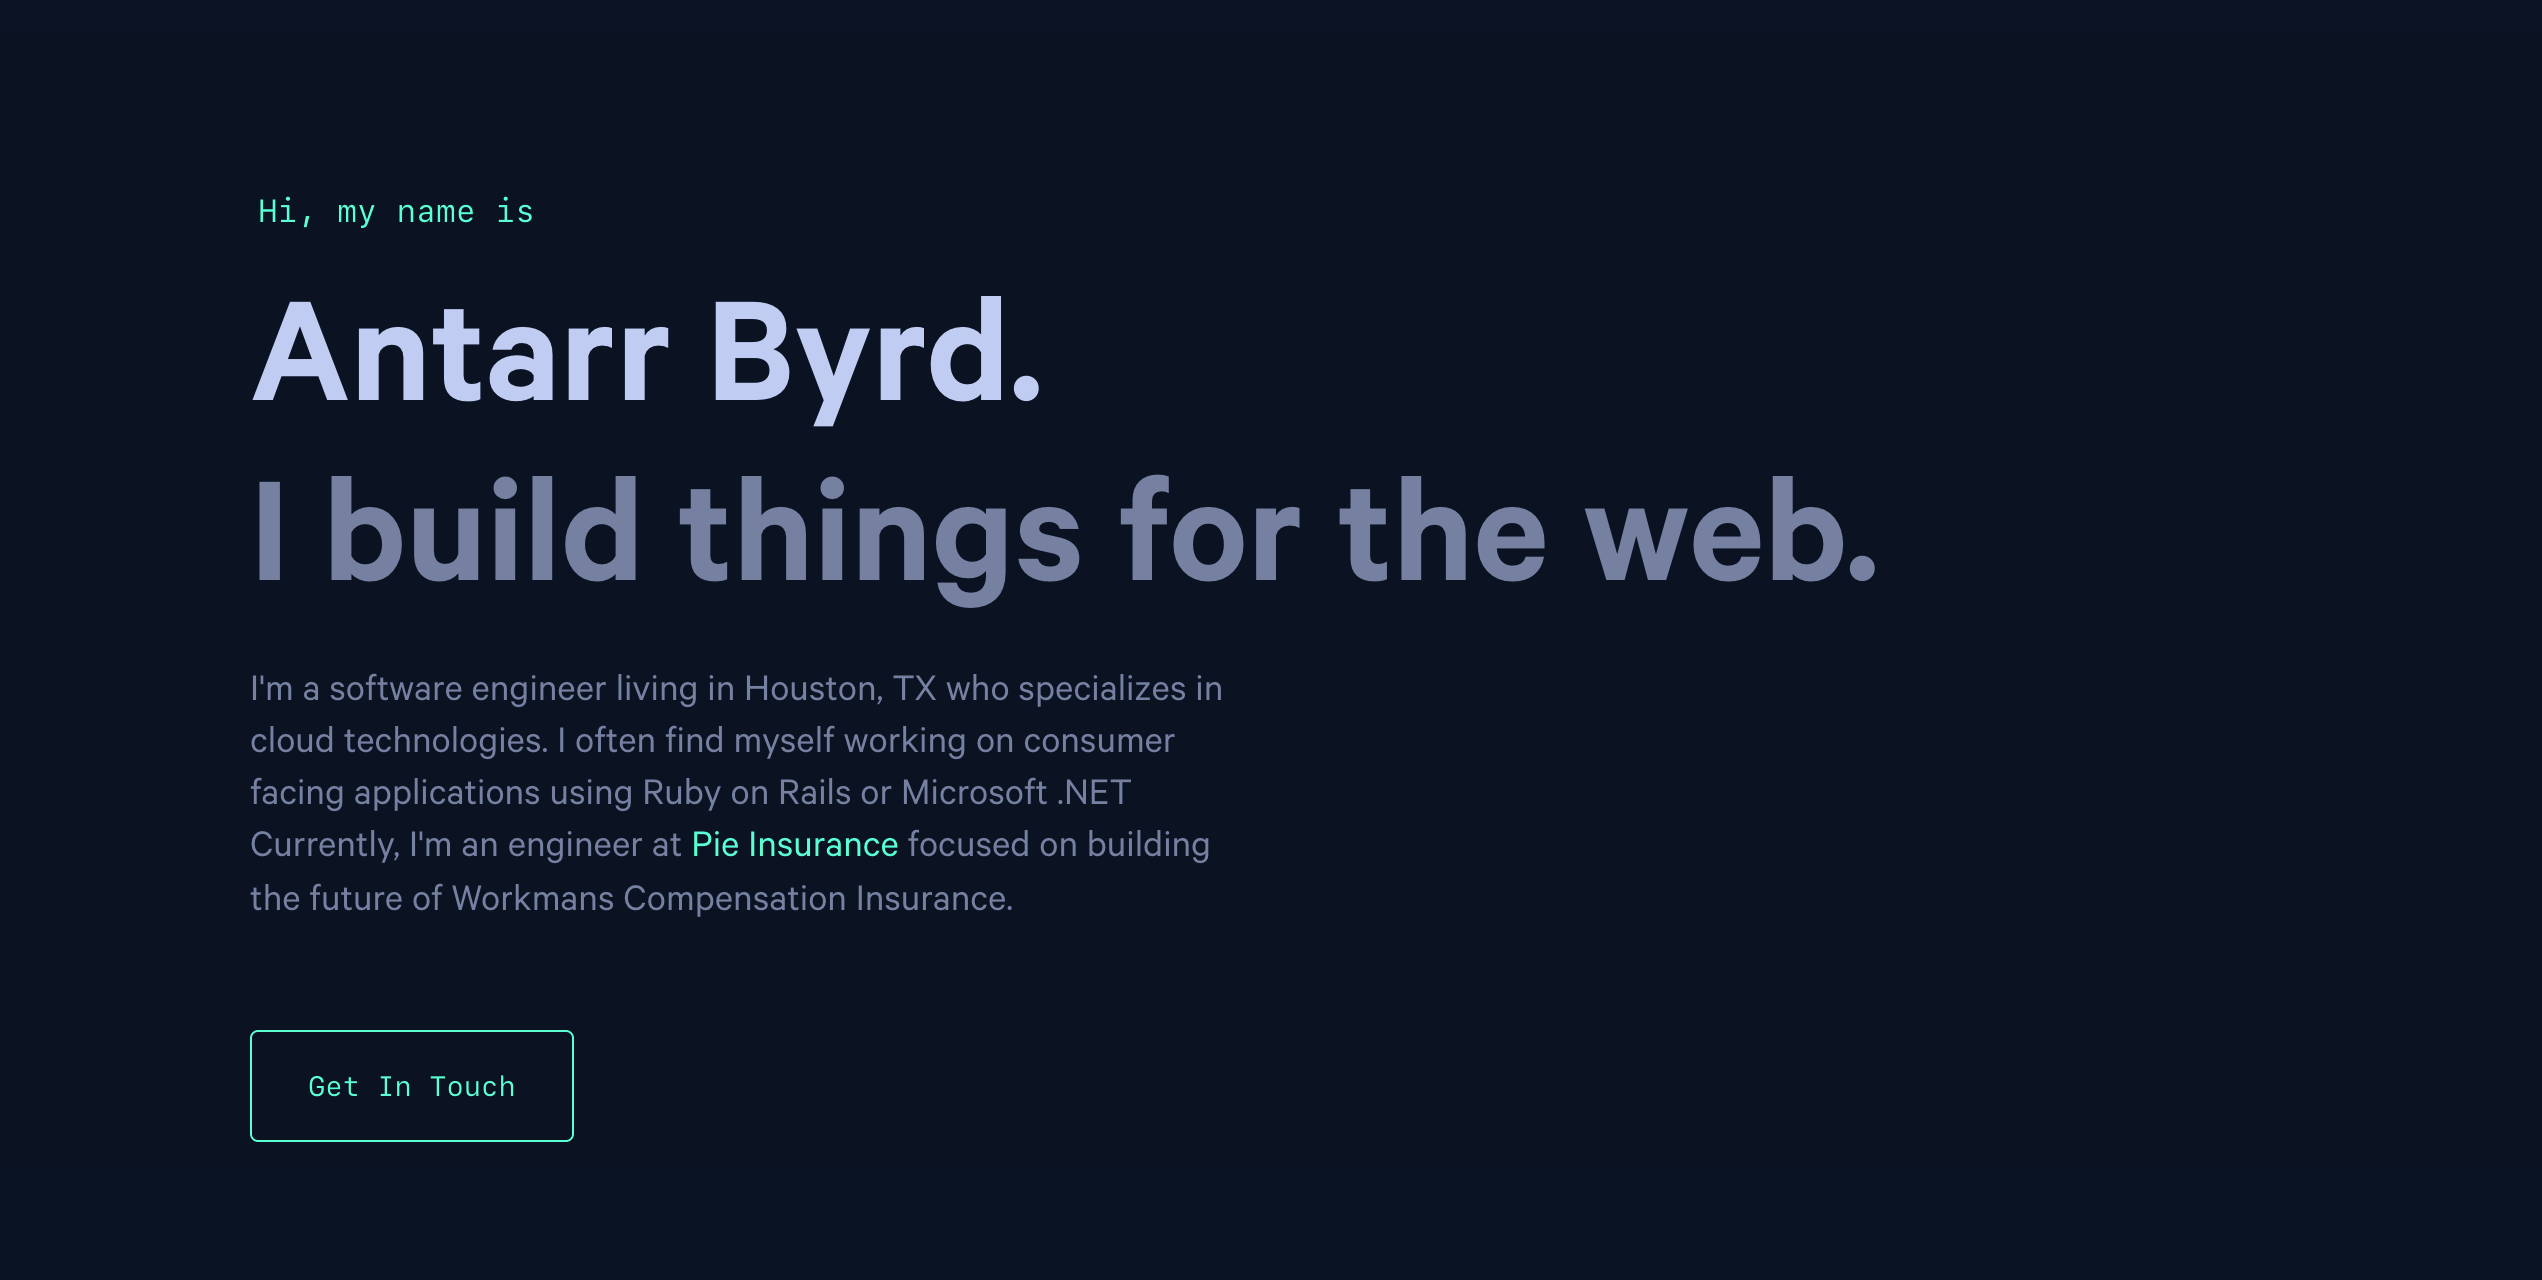 Hi, my name is
Antarr Byrd.
I build things for the web.
I'm a software engineer living in Houston, TX who specializes in
cloud technologies. I often find myself working on consumer
facing applications using Ruby on Rails or Microsoft .NET
Currently, I'm an engineer at Pie Insurance focused on building
the future of Workmans Compensation Insurance.
Get In Touch